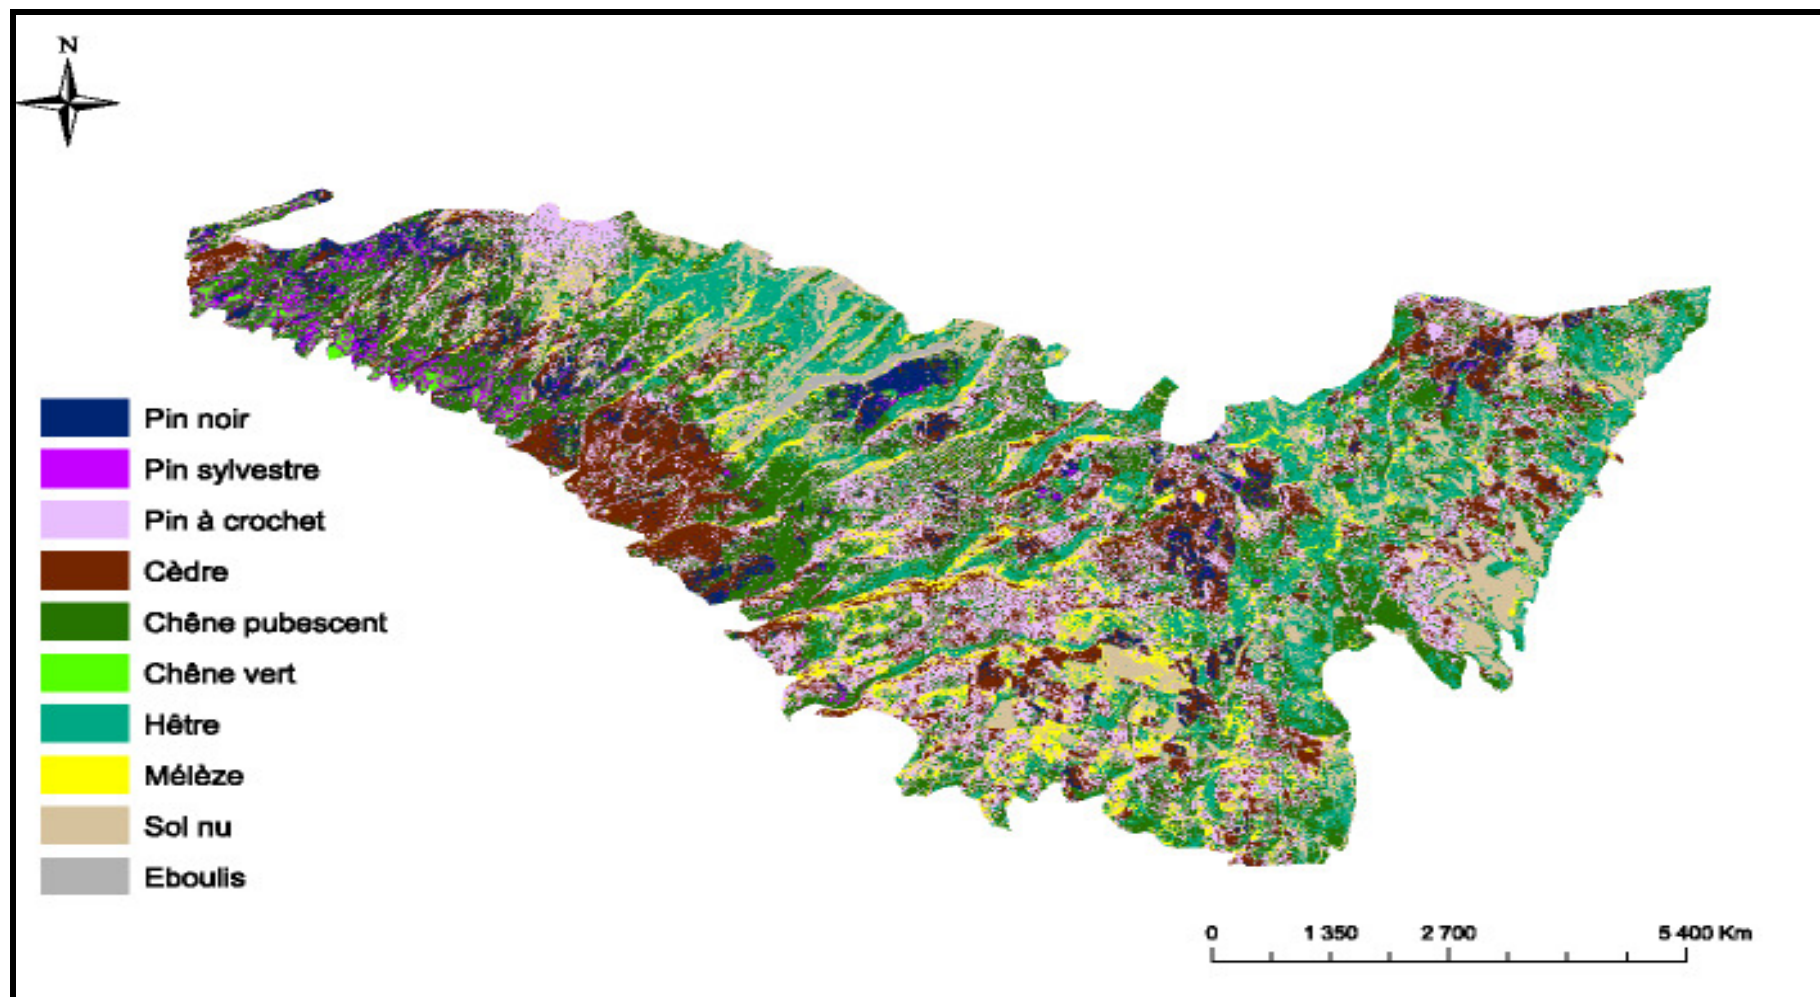 N
Pin noir
Pin sylvestre
Pin à crochet
Cèdre
Chêne pubescent
Chêne vert
Hêtre
Mélèze
Sol nu
Eboulis
0 1 350 2 700 5 400 Km